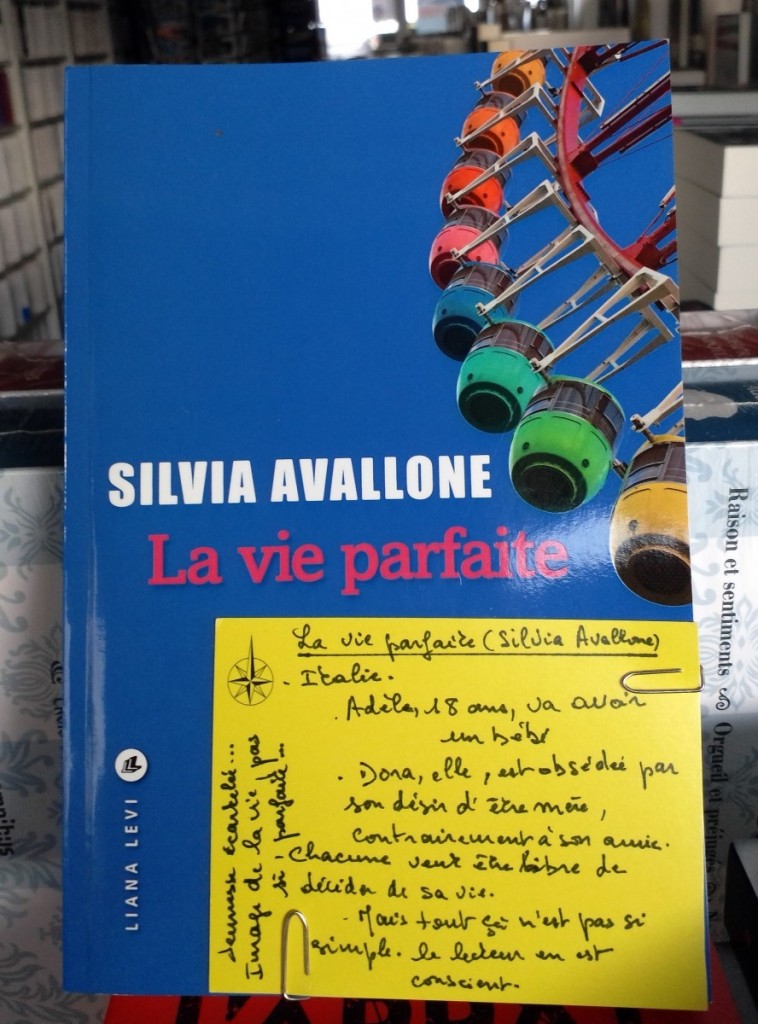 SILVIA AVALLONE
La vie parfaite
LIANA LEVI
La vie parfaite (Silvia Avallone)
. Italie.
. Adèle, 18 ans, va avoir
un bébé
. Dora, elle, est obsédée par
son désir d'être mère,
contrairement à son amie.
. Chacune veut être libre de
décider de sa vie.
. Mais tout ça n'est pas si
simple. le lecteur en est
conscient.
Jeunesse écartelée...
Image de la vie pas
si "parfaite"...
Raison et sentiments
Orgueil et préjugés